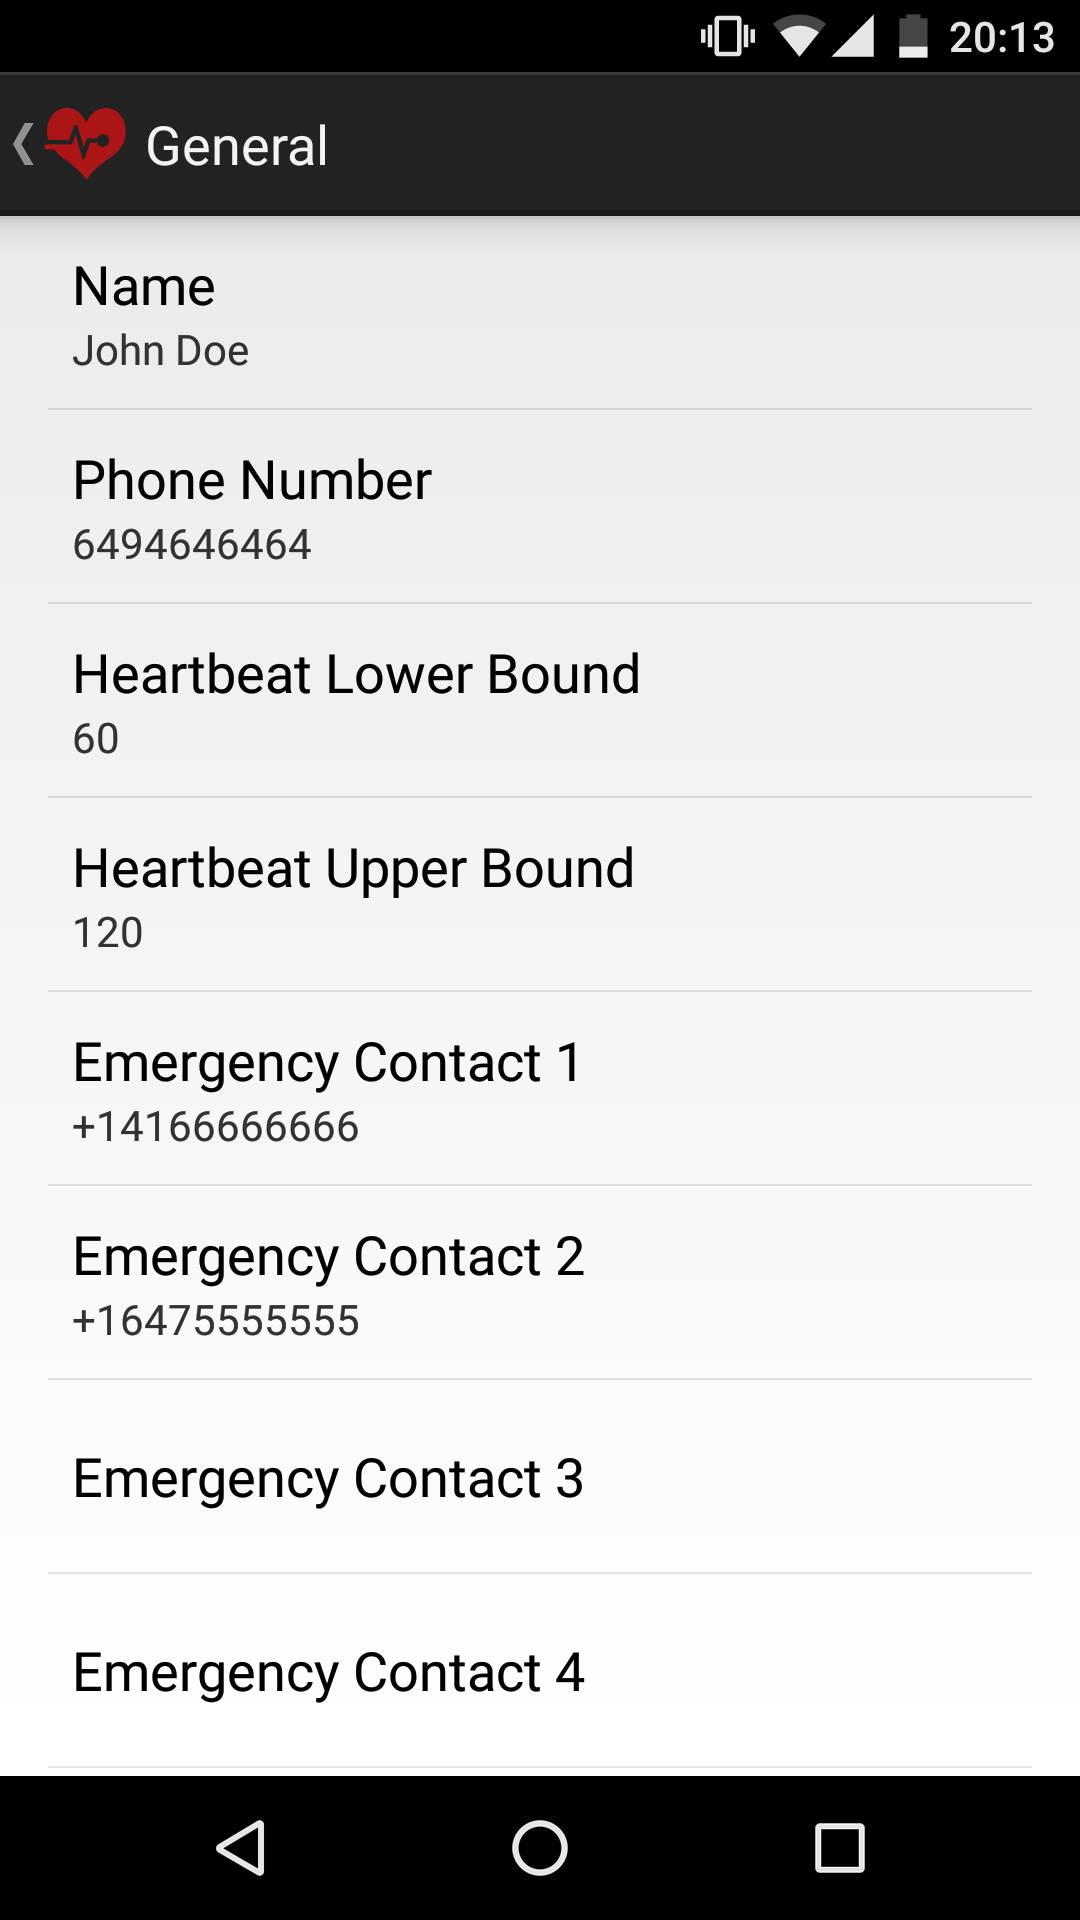 20:13
General
Name
John Doe
Phone Number
6494646464
Heartbeat Lower Bound
60
Heartbeat Upper Bound
120
Emergency Contact 1
+14166666666
Emergency Contact 2
+16475555555
Emergency Contact 3
Emergency Contact 4